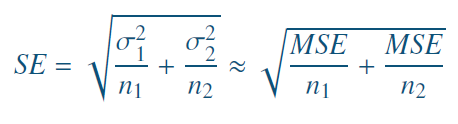 SE = √(σ₁²/n₁ + σ₂²/n₂) ≈ √(MSE/n₁ + MSE/n₂)